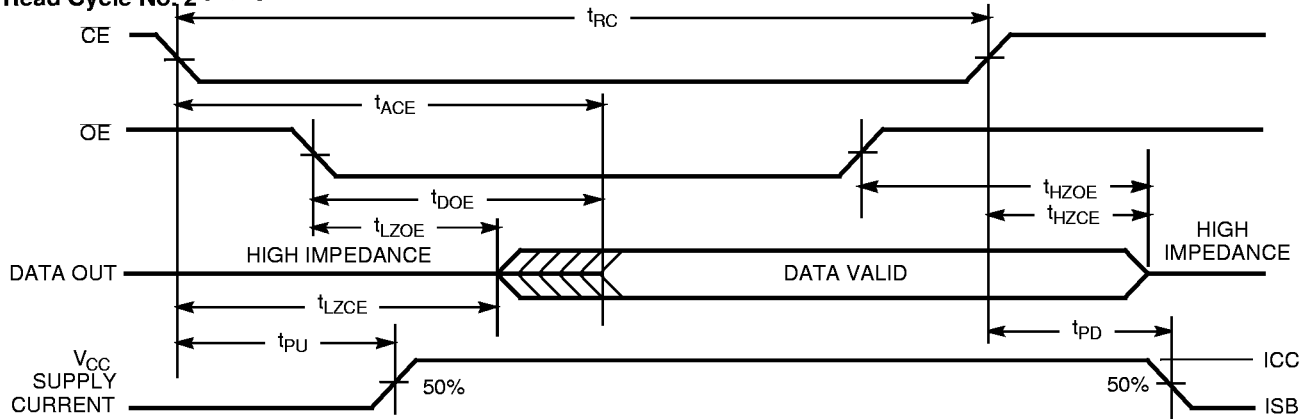 Read Cycle No. 2
tRC
CE
tACE
OE
tDOE
tHZOE
tLZOE
tHZCE
HIGH IMPEDANCE
HIGH
IMPEDANCE
DATA OUT
DATA VALID
tLZCE
tPU
tPD
VCC
SUPPLY
CURRENT
50%
50%
ICC
ISB